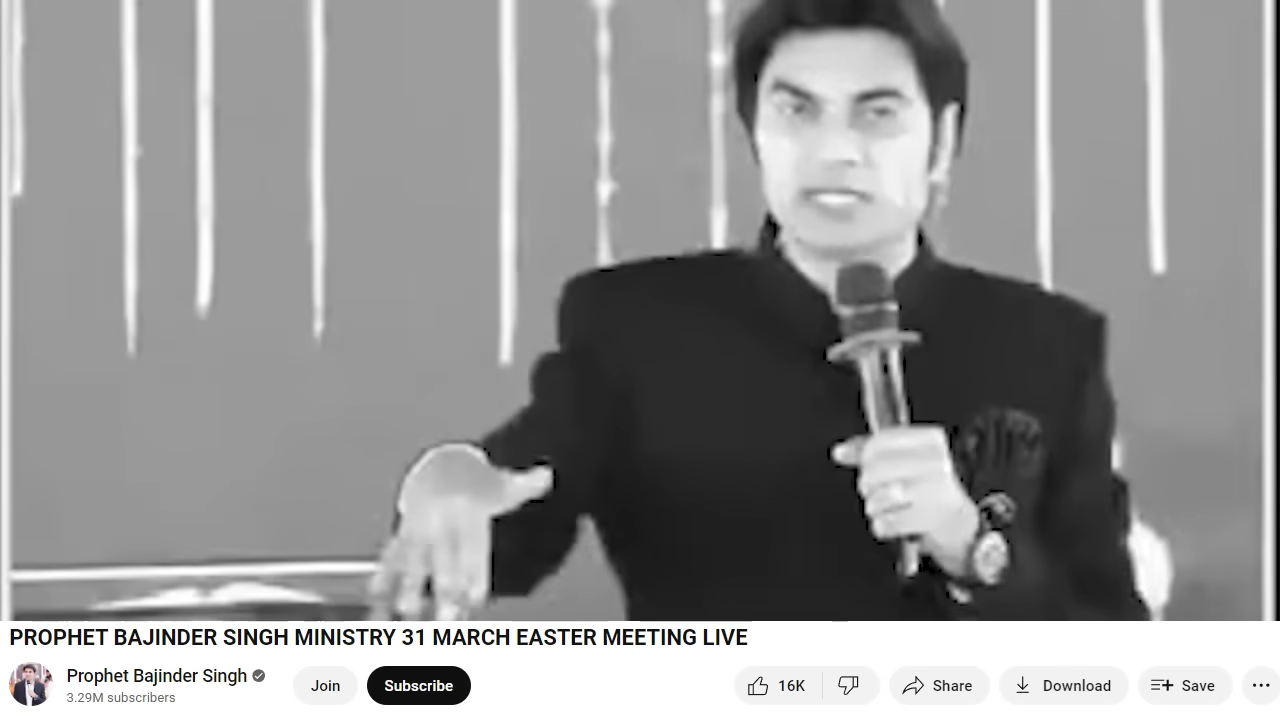 PROPHET BAJINDER SINGH MINISTRY 31 MARCH EASTER MEETING LIVE
Prophet Bajinder Singh
3.29M subscribers
Join
Subscribe
16K
Share
Download
Save